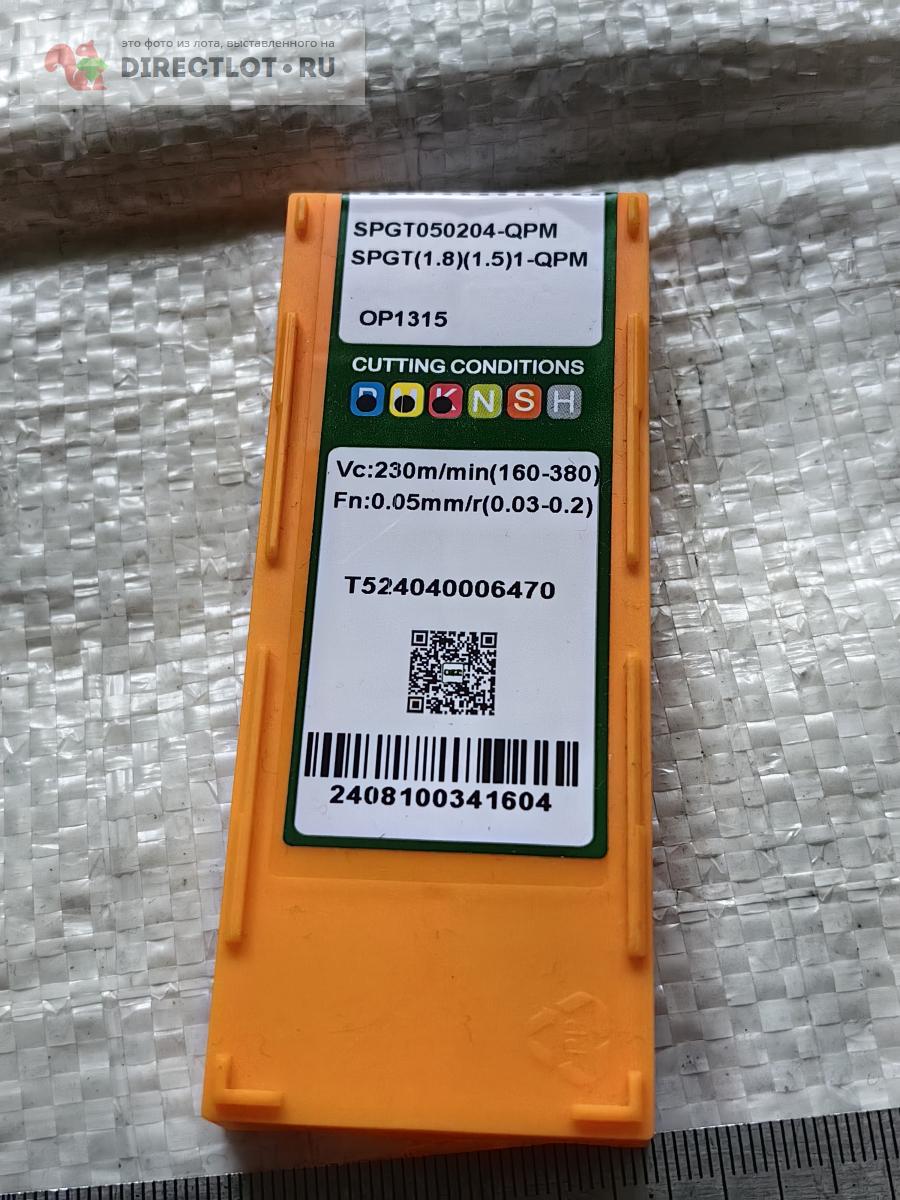 это фото из лота, выставленного на
DIRECTLOT•RU
SPGT050204-QPM
SPGT(1.8)(1.5)1-QPM
OP1315
CUTTING CONDITIONS
P M K N S H
Vc:230m/min(160-380)
Fn:0.05mm/r(0.03-0.2)
T524040006470
2408100341604